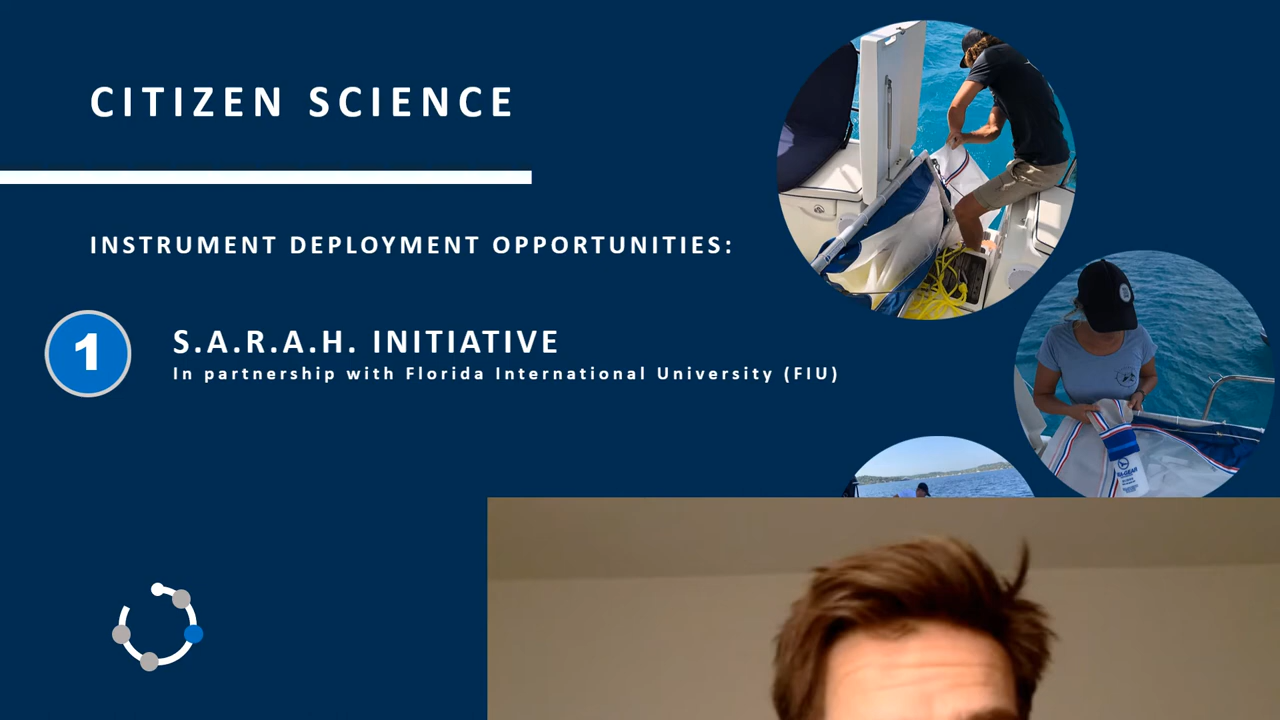 CITIZEN SCIENCE
INSTRUMENT DEPLOYMENT OPPORTUNITIES:
1
S.A.R.A.H. INITIATIVE
In partnership with Florida International University (FIU)